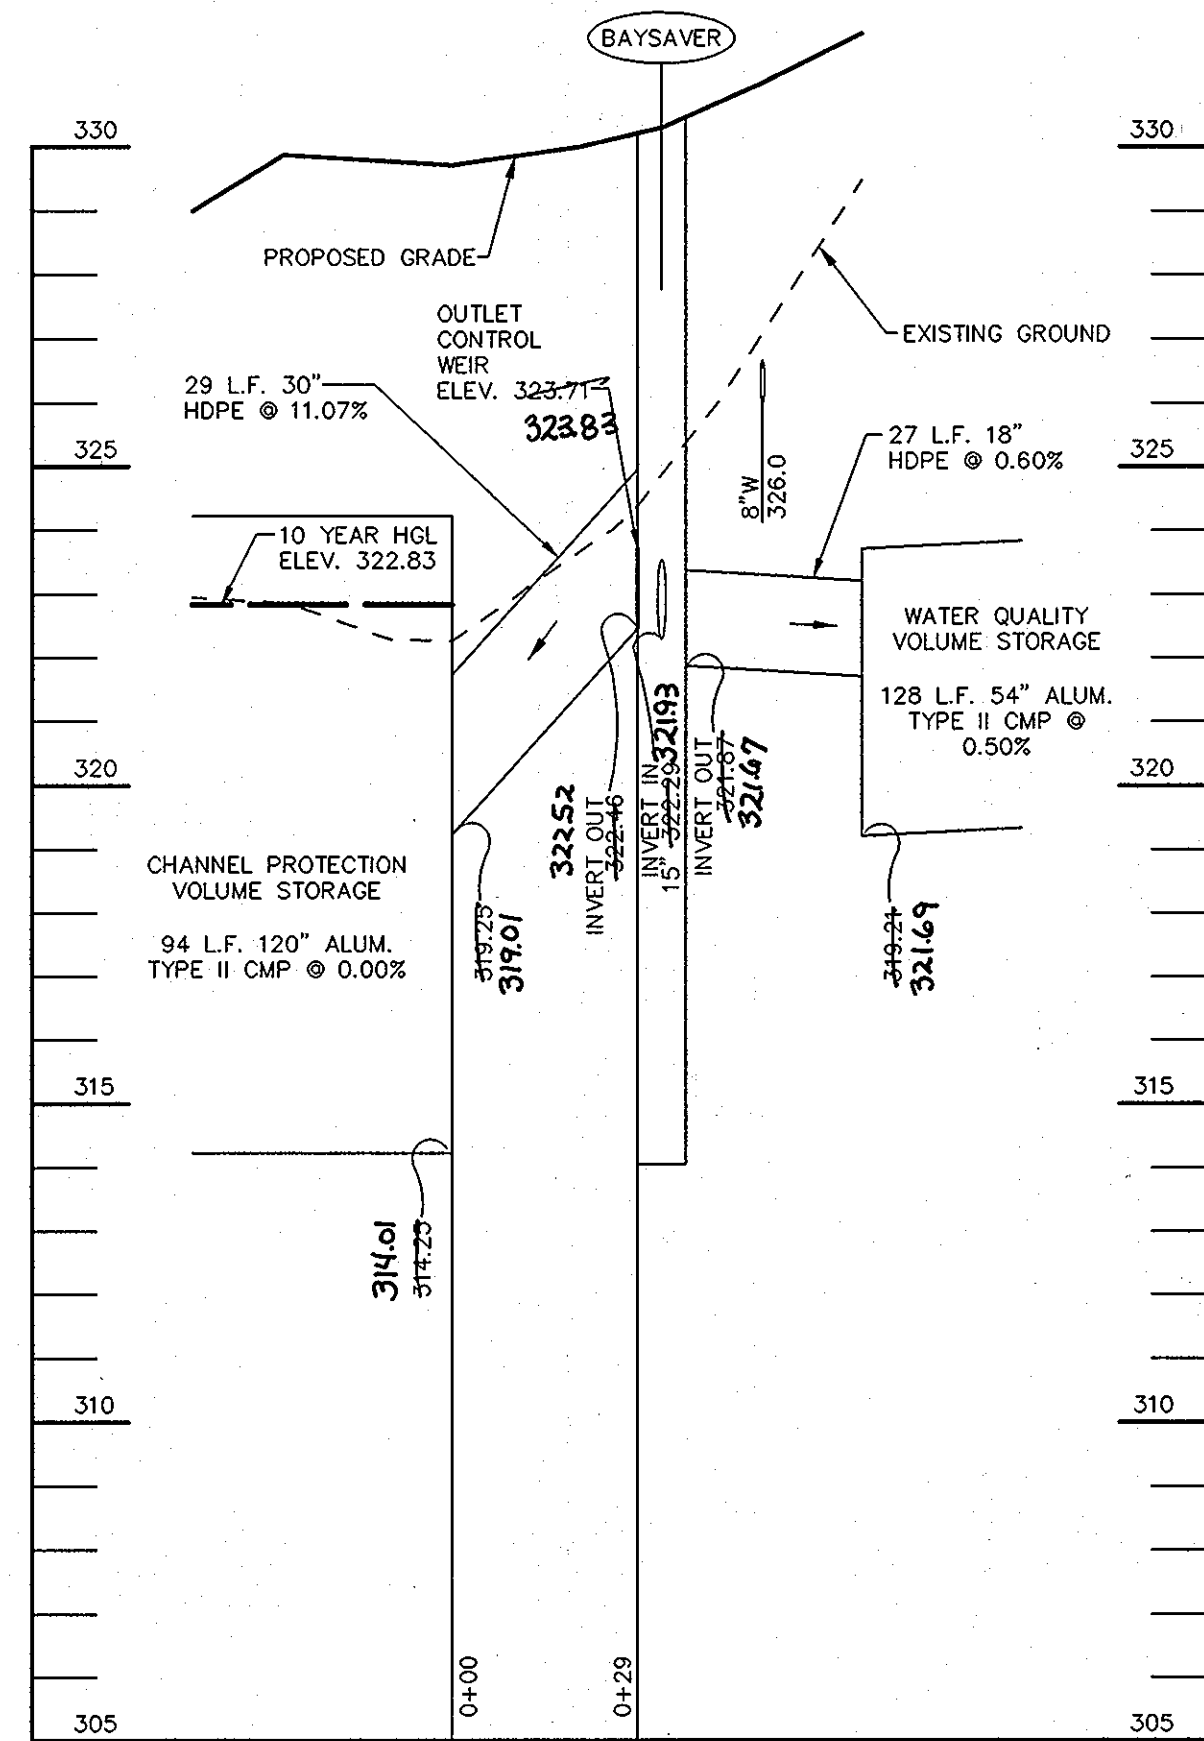 BAYSAVER
330
330
PROPOSED GRADE
OUTLET
CONTROL
WEIR
ELEV. 323.71
323.83
EXISTING GROUND
29 L.F. 30"
HDPE @ 11.07%
27 L.F. 18"
HDPE @ 0.60%
325
325
8"W
326.0
10 YEAR HGL
ELEV. 322.83
WATER QUALITY
VOLUME STORAGE
128 L.F. 54" ALUM.
TYPE II CMP @
0.50%
320
320
322.52
INVERT OUT
322.46
INVERT IN
15" 322.29
321.93
INVERT OUT
321.87
321.67
CHANNEL PROTECTION
VOLUME STORAGE
94 L.F. 120" ALUM.
TYPE II CMP @ 0.00%
319.25
319.01
319.21
321.69
315
315
314.01
314.25
310
310
0+00
0+29
305
305